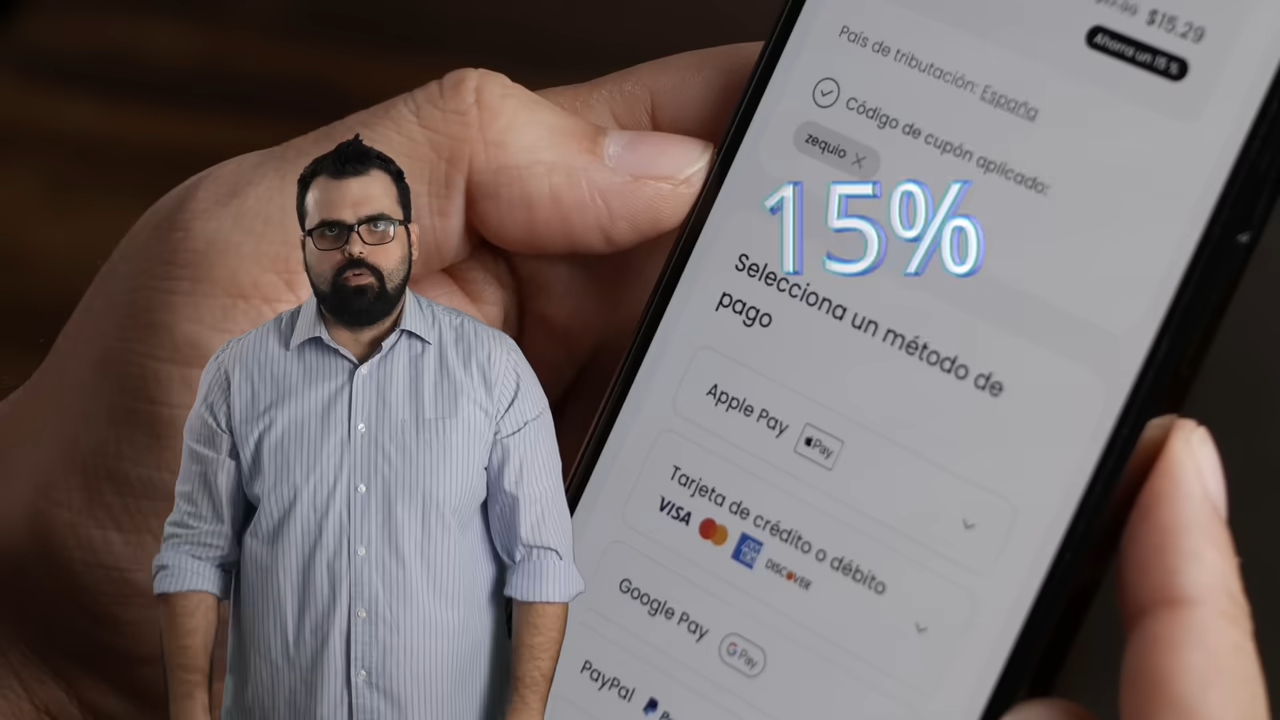 $15.29
Ahorra un 15 %
País de tributación: España
Código de cupón aplicado:
zequio
15%
Selecciona un método de
pago
Apple Pay
Pay
Tarjeta de crédito o débito
VISA
AMEX
DISCOVER
Google Pay
G Pay
PayPal